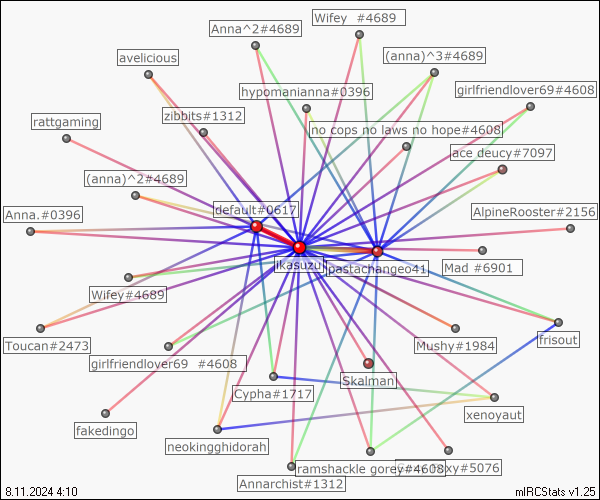 Wifey  #4689
Anna^2#4689
(anna)^3#4689
avelicious
hypomanianna#0396
girlfriendlover69#4608
zibbits#1312
rattgaming
no cops no laws no hope#4608
ace deucy#7097
(anna)^2#4689
default#0617
Anna.#0396
AlpineRooster#2156
ikasuzu
pastachangeo41
Mad #6901
Wifey#4689
Toucan#2473
girlfriendlover69  #4608
Mushy#1984
frisout
Skalman
Cypha#1717
fakedingo
xenoyaut
neokingghidorah
ramshackle gorey#4608
xy#5076
Annarchist#1312
8.11.2024 4:10
mIRCStats v1.25